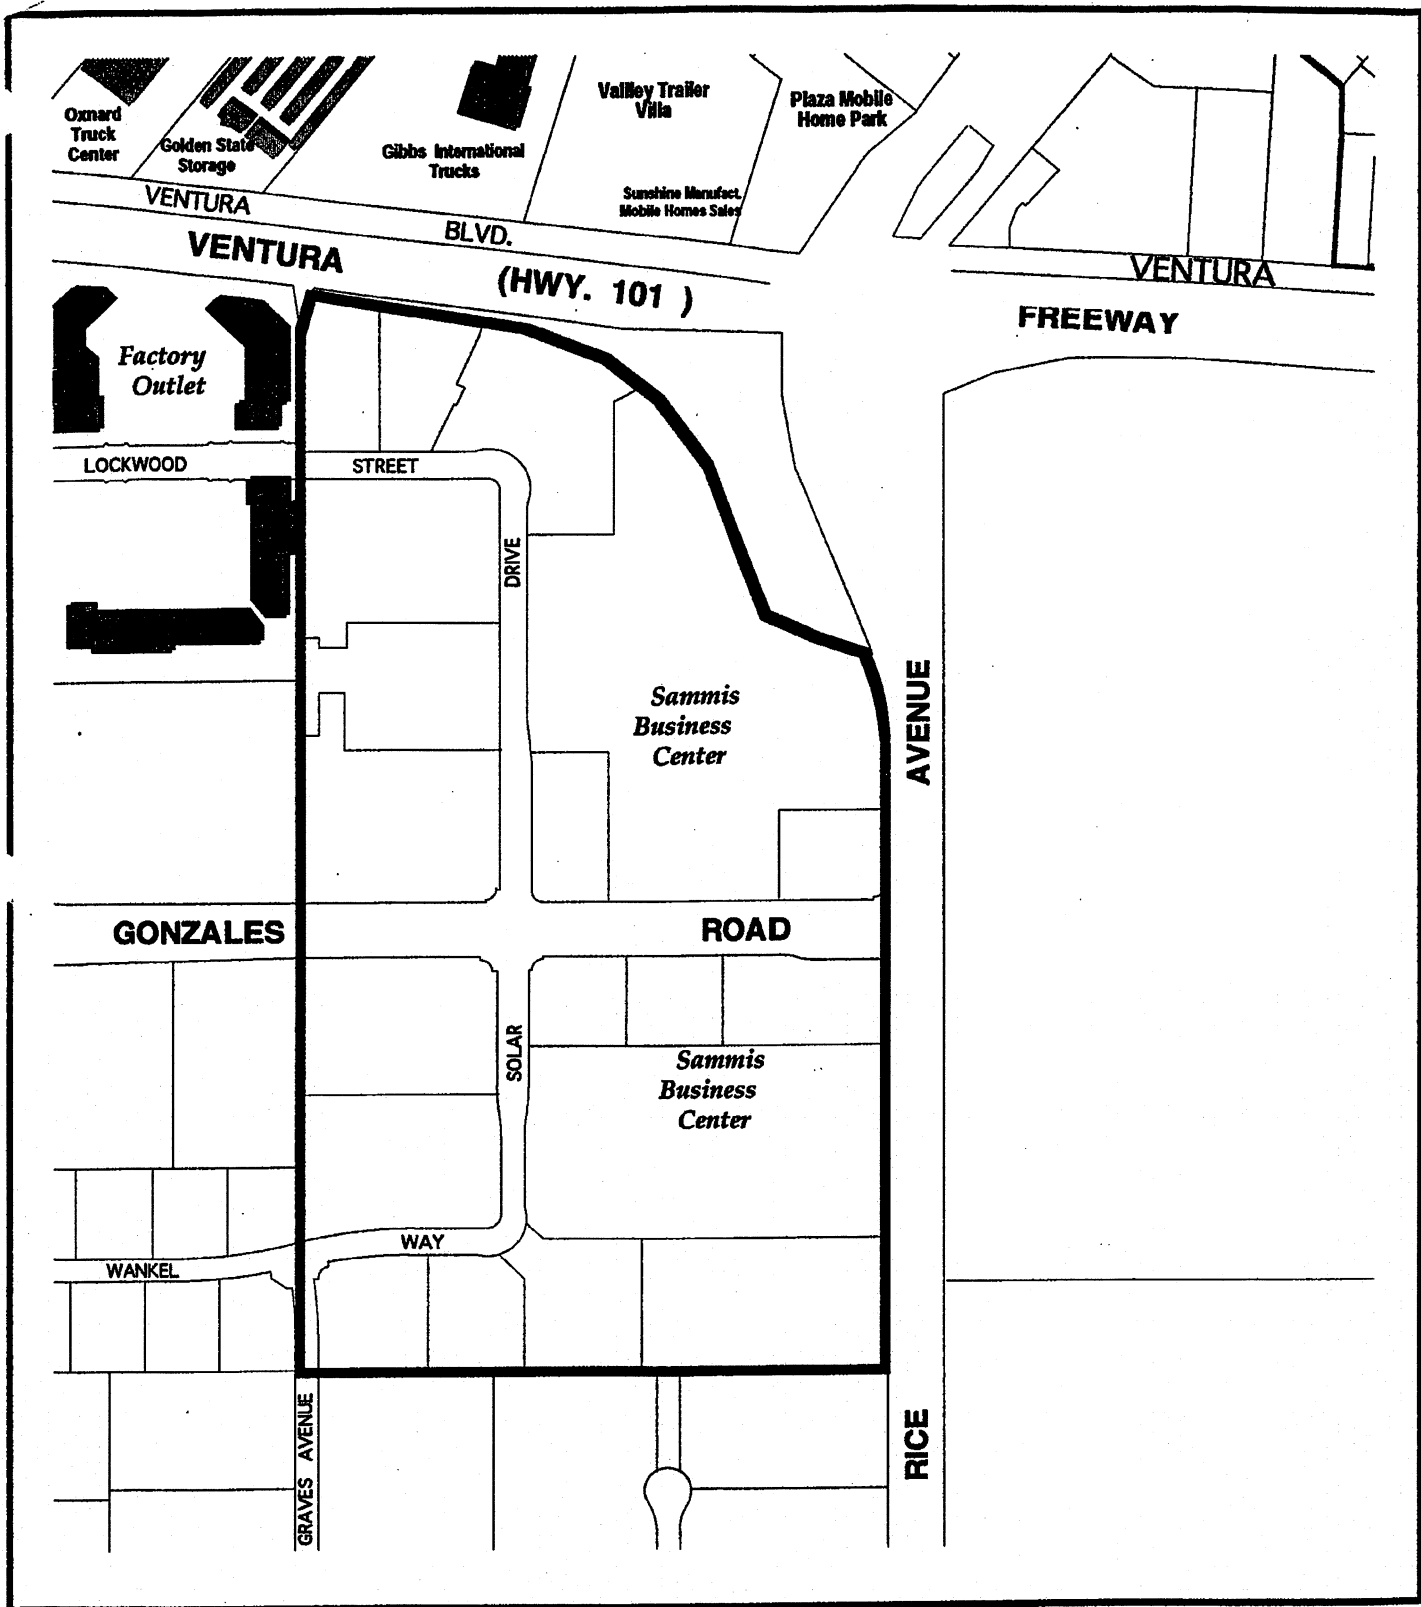 Oxnard
Truck
Center
Golden State
Storage
Gibbs International
Trucks
Vallley Trailer
Villa
Plaza Mobile
Home Park
Sunshine Manufact.
Mobile Homes Sales
VENTURA
BLVD.
VENTURA
VENTURA
(HWY. 101 )
FREEWAY
Factory
Outlet
LOCKWOOD
STREET
DRIVE
Sammis
Business
Center
AVENUE
GONZALES
ROAD
SOLAR
Sammis
Business
Center
WAY
WANKEL
GRAVES AVENUE
RICE